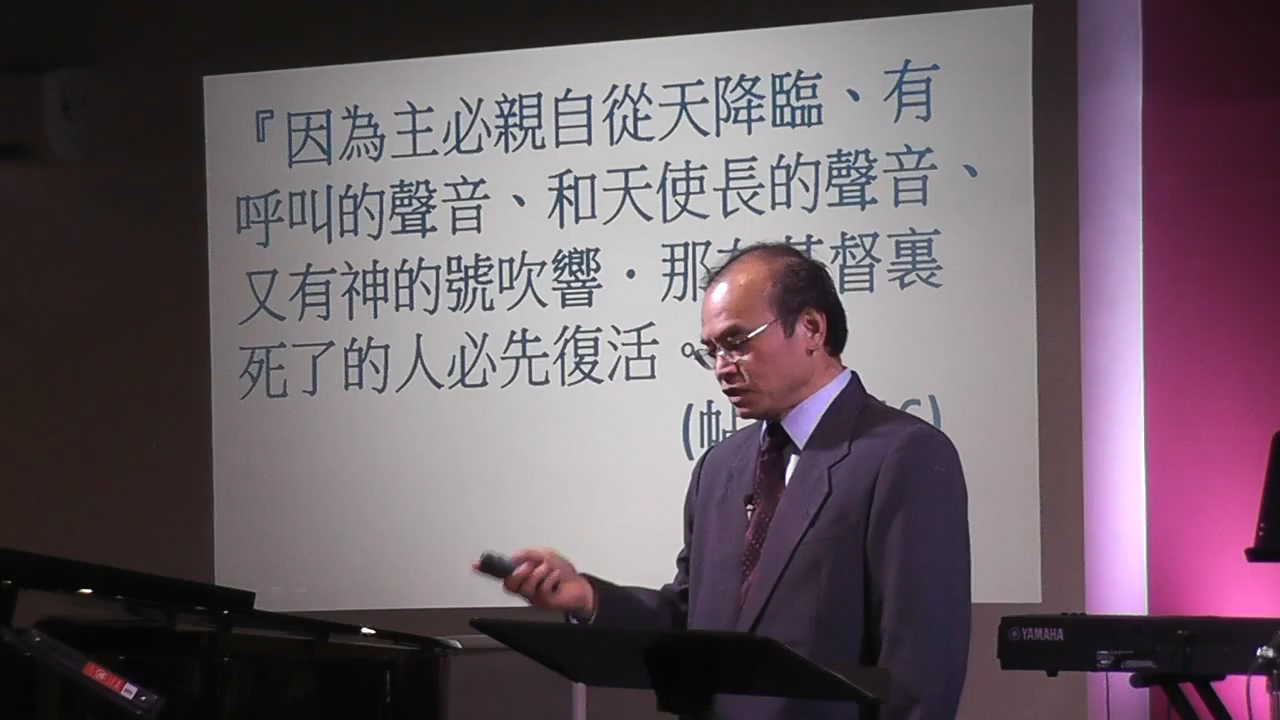 『因為主必親自從天降臨、有
呼叫的聲音、和天使長的聲音、
又有神的號吹響．那 督裏
死了的人必先復活。
(帖
YAMAHA